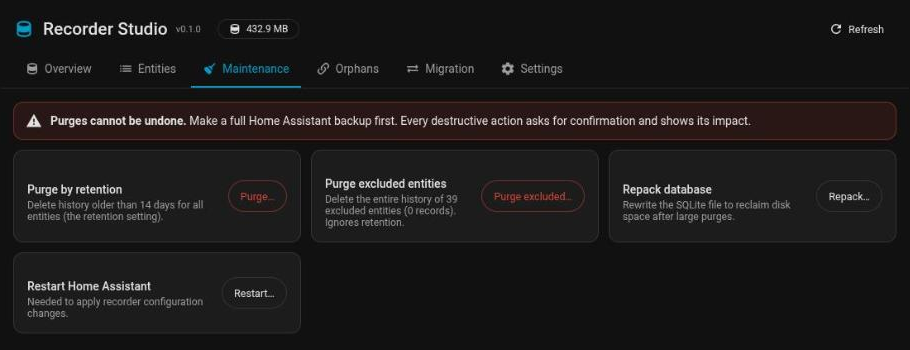 Recorder Studio v0.1.0 432.9 MB Refresh
Overview Entities Maintenance Orphans Migration Settings
Purges cannot be undone. Make a full Home Assistant backup first. Every destructive action asks for confirmation and shows its impact.
Purge by retention
Delete history older than 14 days for all
entities (the retention setting).
Purge...
Purge excluded entities
Delete the entire history of 39
excluded entities (0 records).
Ignores retention.
Purge excluded...
Repack database
Rewrite the SQLite file to reclaim disk
space after large purges.
Repack...
Restart Home Assistant
Needed to apply recorder configuration
changes.
Restart...